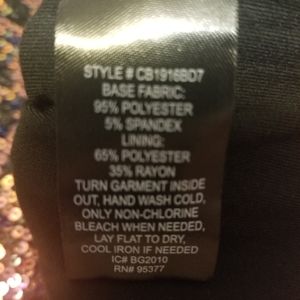 STYLE # CB1916BD7
BASE FABRIC:
95% POLYESTER
5% SPANDEX
LINING:
65% POLYESTER
35% RAYON
TURN GARMENT INSIDE
OUT, HAND WASH COLD,
ONLY NON-CHLORINE
BLEACH WHEN NEEDED,
LAY FLAT TO DRY,
COOL IRON IF NEEDED
IC# BG2010
RN# 95377